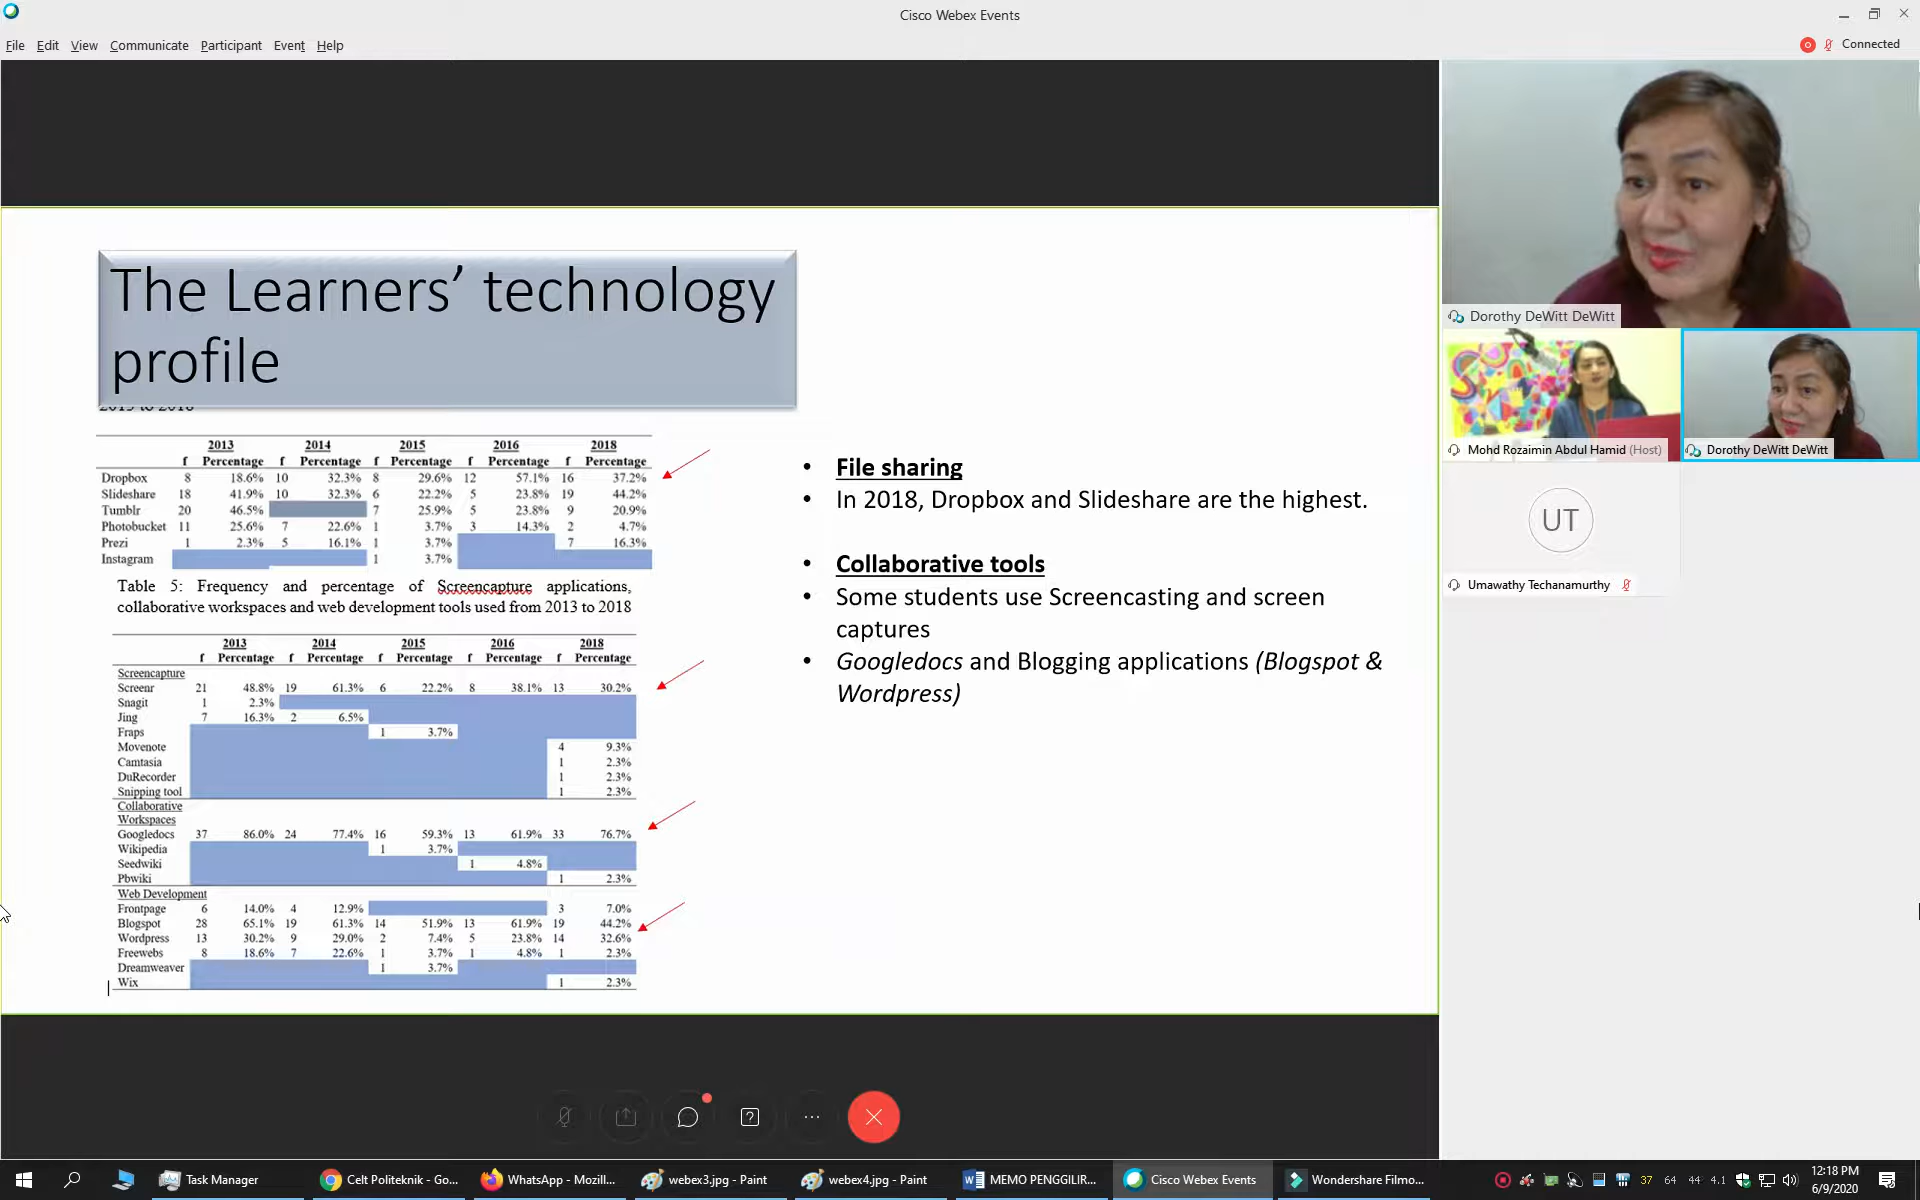 Cisco Webex Events
File Edit View Communicate Participant Event Help
Connected
The Learners’ technology
profile
2013 2014 2015 2016 2018
f Percentage f Percentage f Percentage f Percentage f Percentage
Dropbox 8 18.6% 10 32.3% 8 29.6% 12 57.1% 16 37.2%
Slideshare 18 41.9% 10 32.3% 6 22.2% 5 23.8% 19 44.2%
Tumblr 20 46.5% 7 25.9% 5 23.8% 9 20.9%
Photobucket 11 25.6% 7 22.6% 1 3.7% 3 14.3% 2 4.7%
Prezi 1 2.3% 5 16.1% 1 3.7% 7 16.3%
Instagram 1 3.7%
Table 5: Frequency and percentage of Screencapture applications,
collaborative workspaces and web development tools used from 2013 to 2018
2013 2014 2015 2016 2018
f Percentage f Percentage f Percentage f Percentage f Percentage
Screencapture
Screenr 21 48.8% 19 61.3% 6 22.2% 8 38.1% 13 30.2%
Snagit 1 2.3%
Jing 7 16.3% 2 6.5%
Fraps 1 3.7%
Movenote 4 9.3%
Camtasia 1 2.3%
DuRecorder 1 2.3%
Snipping tool 1 2.3%
Collaborative
Workspaces
Googledocs 37 86.0% 24 77.4% 16 59.3% 13 61.9% 33 76.7%
Wikipedia 1 3.7%
Seedwiki 1 4.8%
Pbwiki 1 2.3%
Web Development
Frontpage 6 14.0% 4 12.9% 3 7.0%
Blogspot 28 65.1% 19 61.3% 14 51.9% 13 61.9% 19 44.2%
Wordpress 13 30.2% 9 29.0% 2 7.4% 5 23.8% 14 32.6%
Freewebs 8 18.6% 7 22.6% 1 3.7% 1 4.8% 1 2.3%
Dreamweaver 1 3.7%
Wix 1 2.3%
• File sharing
• In 2018, Dropbox and Slideshare are the highest.
• Collaborative tools
• Some students use Screencasting and screen
captures
• Googledocs and Blogging applications (Blogspot &
Wordpress)
Dorothy DeWitt DeWitt
Mohd Rozaimin Abdul Hamid (Host)
Dorothy DeWitt DeWitt
UT
Umawathy Techanamurthy
Task Manager
Celt Politeknik - Go...
WhatsApp - Mozill...
webex3.jpg - Paint
webex4.jpg - Paint
MEMO PENGGILIR...
Cisco Webex Events
Wondershare Filmo...
37 64 44 4.1
12:18 PM
6/9/2020